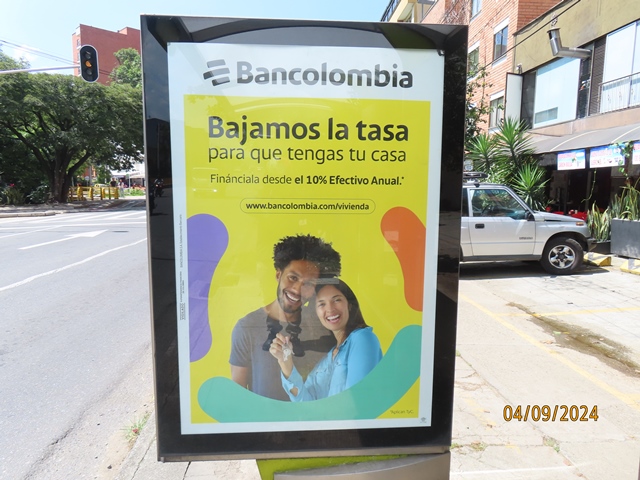 Bancolombia
Bajamos la tasa
para que tengas tu casa
Finánciala desde el 10% Efectivo Anual.*
www.bancolombia.com/vivienda
04/09/2024